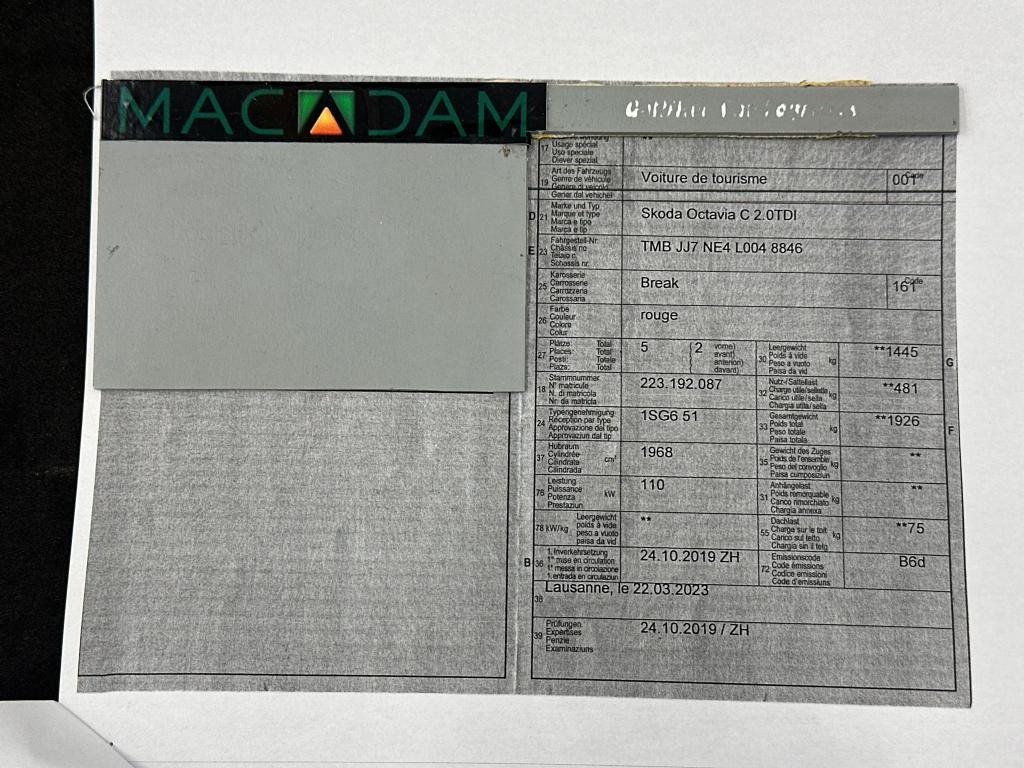 MACADAM
17 Usage spécial **
Uso speciale
Diever spezial
19 Art des Fahrzeugs Voiture de tourisme Code 001
Genre de véhicule
Genere di veicolo
Gener dal vehichel
D 21 Marke und Typ Skoda Octavia C 2.0TDI
Marque et type
Marca e tipo
Marca e tip
E 23 Fahrgestell-Nr. TMB JJ7 NE4 L004 8846
Châssis no
Telaio n.
Schassis nr.
25 Karosserie Break Code 161
Carrosserie
Carrozzeria
Carossaria
26 Farbe rouge
Couleur
Colore
Colur
27 Plätze: Total 5 (2 vorne) 30 Leergewicht kg **1445 G
Places: Total avant) Poids à vide
Posti: Totale anteriori) Peso a vuoto
Plazs: Total davant) Paisa da vid
18 Stammnummer 223.192.087 32 Nutz-/Sattellast kg **481
N° matricule Charge utile/sellette
N. di matricola Carico utile/sella
Nr. da matricla Chargia utila/sella
24 Typengenehmigung 1SG6 51 33 Gesamtgewicht kg **1926 F
Réception par type Poids total
Approvazione del tipo Peso totale
Approvaziun dal tip Paisa totala
37 Hubraum cm³ 1968 35 Gewicht des Zuges kg **
Cylindrée Poids de l'ensemble
Cilindrata Peso del convoglio
Cilindrada Paisa cumposiziun
76 Leistung kW 110 31 Anhängelast kg **
Puissance Poids remorquable
Potenza Carico rimorchiato
Prestaziun Chargia annexa
78 kW/kg Leergewicht ** 55 Dachlast kg **75
poids à vide Charge sur le toit
peso a vuoto Carico sul tetto
paisa da vid Chargia sin il tetg
B 36 1. Inverkehrsetzung 24.10.2019 ZH 72 Emissionscode B6d
1re mise en circulation Code émissions
1a messa in circolazione Codice emissioni
1. entrada en circulaziun Code d'emissiuns
38 Lausanne, le 22.03.2023
39 Prüfungen 24.10.2019 / ZH
Expertises
Perizie
Examinaziuns